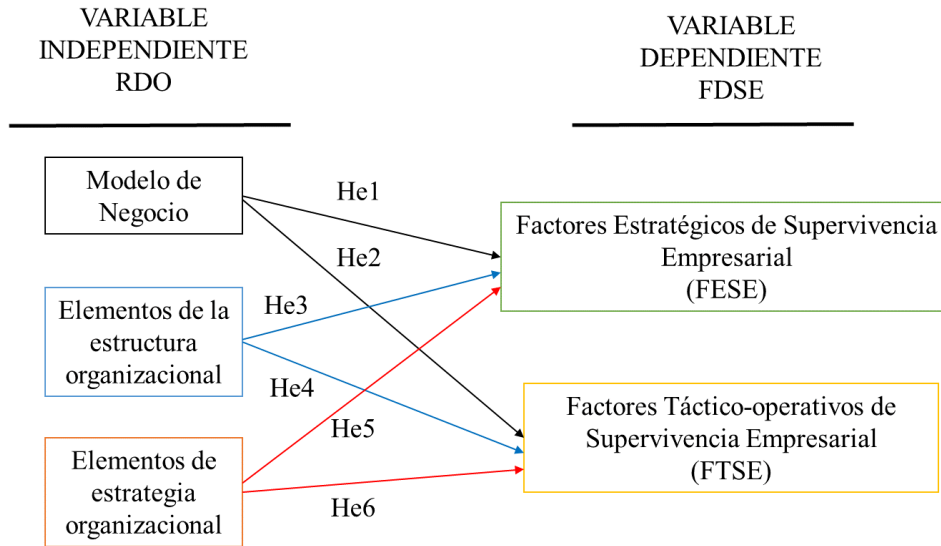 VARIABLE
INDEPENDIENTE
RDO
VARIABLE
DEPENDIENTE
FDSE
Modelo de
Negocio
Elementos de la
estructura
organizacional
Elementos de
estrategia
organizacional
He1
He2
He3
He4
He5
He6
Factores Estratégicos de Supervivencia
Empresarial
(FESE)
Factores Táctico-operativos de
Supervivencia Empresarial
(FTSE)